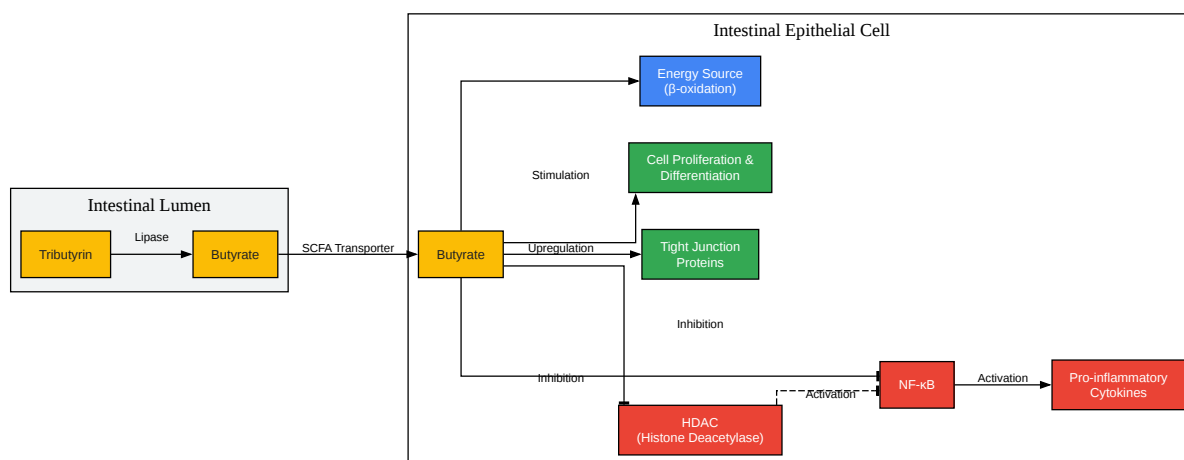 Intestinal Epithelial Cell
Energy Source
(β-oxidation)
Cell Proliferation &
Differentiation
Stimulation
Intestinal Lumen
Lipase
Tributyrin
Butyrate
SCFA Transporter
Butyrate
Upregulation
Tight Junction
Proteins
Inhibition
Inhibition
NF-κB
Activation
Pro-inflammatory
Cytokines
Activation
HDAC
(Histone Deacetylase)